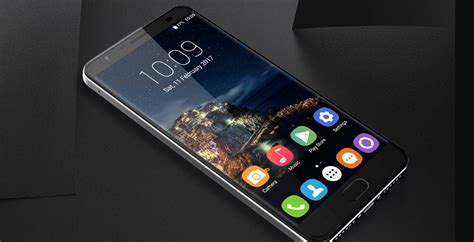 10:09
Sat, 11 February 2017
Camera
Music
Play Store
Settings